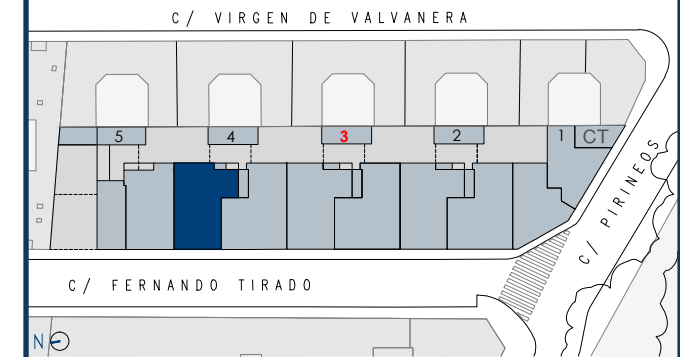 C/ VIRGEN DE VALVANERA
5 4 3 2 1 CT
C/ PIRINEOS
C/ FERNANDO TIRADO
N